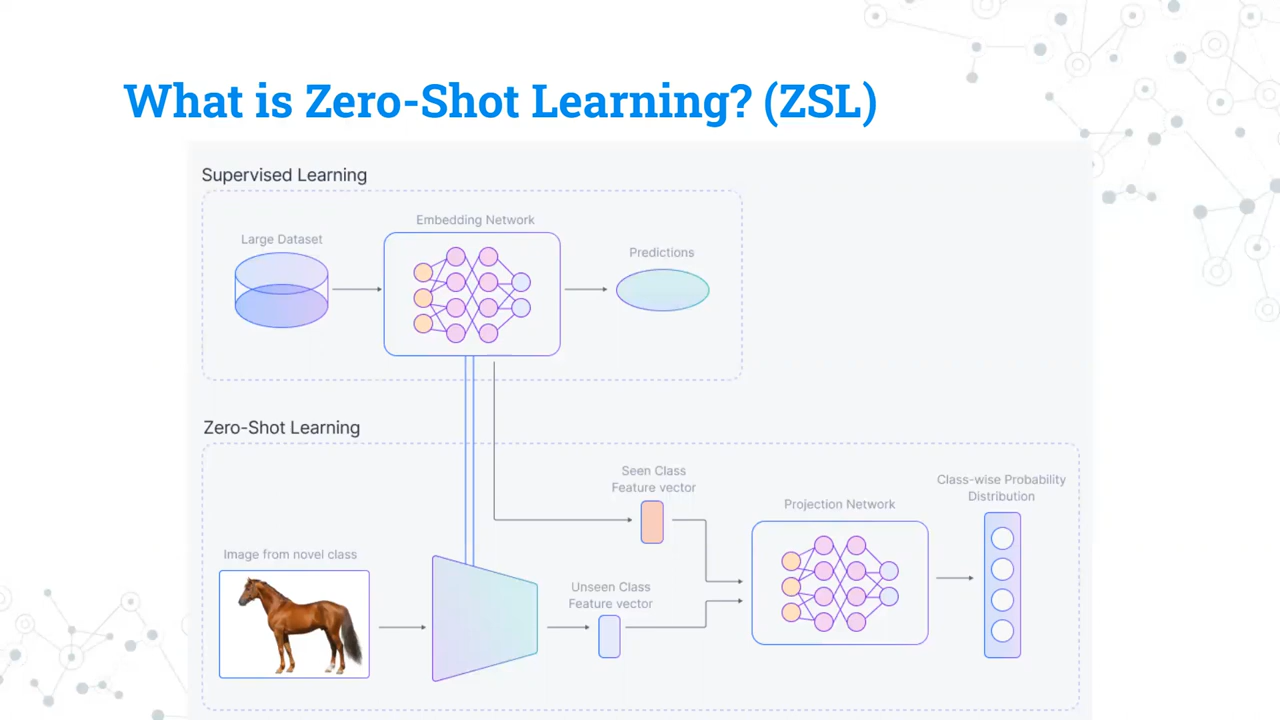 What is Zero-Shot Learning? (ZSL)
Supervised Learning
Embedding Network
Large Dataset
Predictions
Zero-Shot Learning
Seen Class
Feature vector
Class-wise Probability
Distribution
Projection Network
Image from novel class
Unseen Class
Feature vector